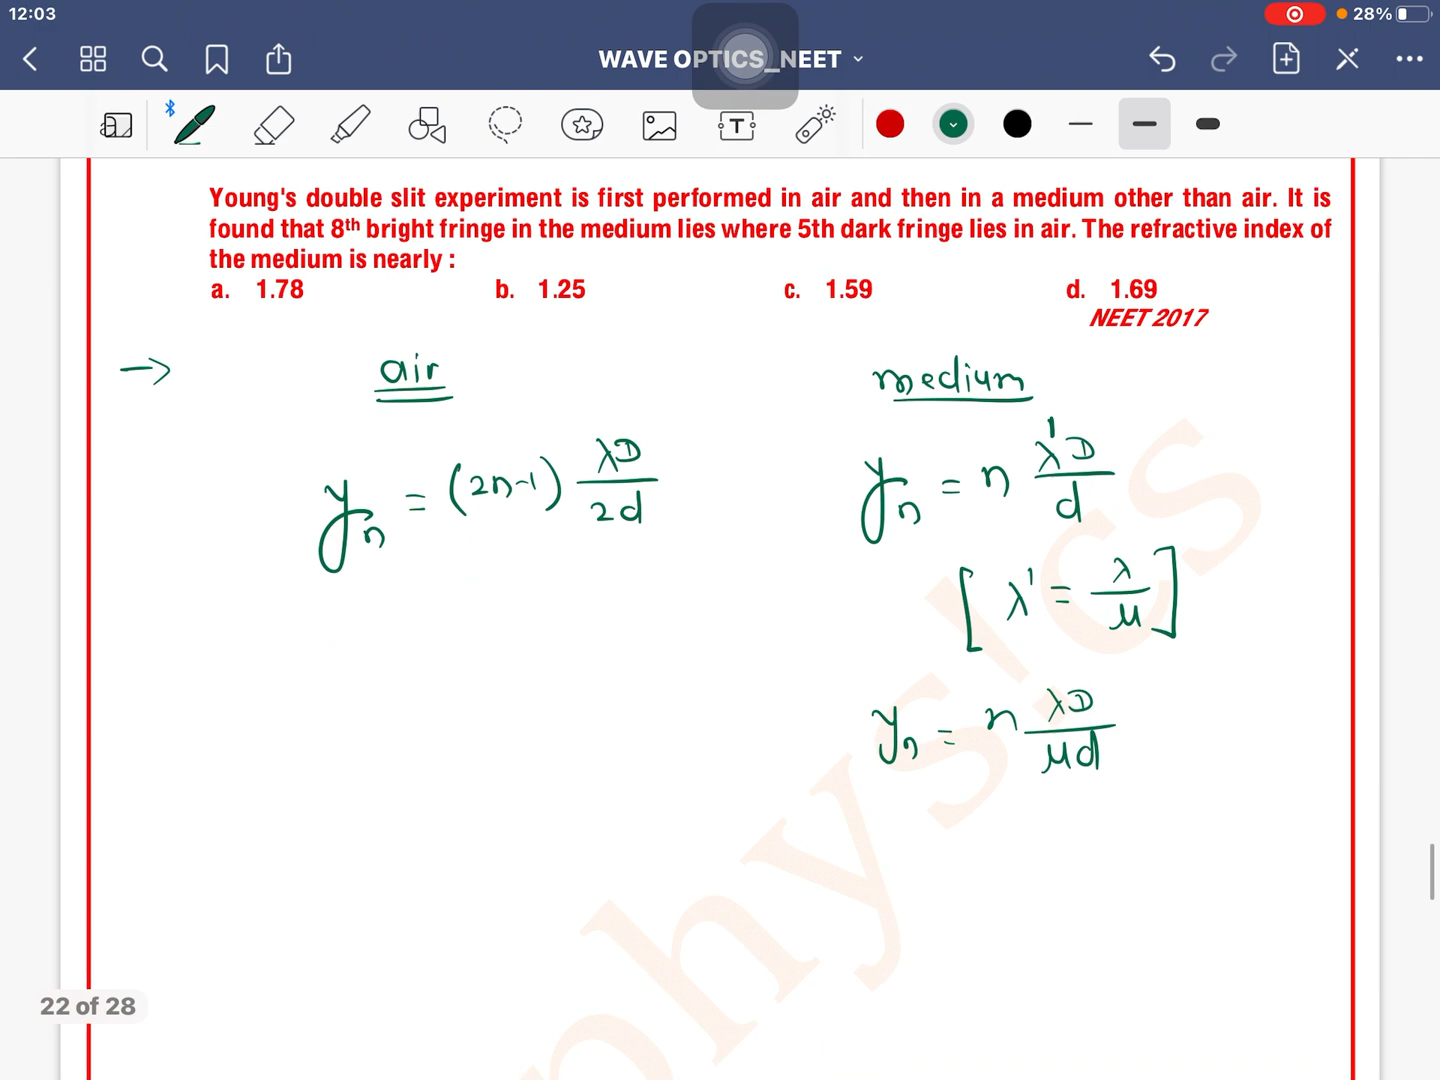 12:03
28%
WAVE OPTICS_NEET
T
Young's double slit experiment is first performed in air and then in a medium other than air. It is
found that 8th bright fringe in the medium lies where 5th dark fringe lies in air. The refractive index of
the medium is nearly :
a. 1.78 b. 1.25 c. 1.59 d. 1.69
NEET 2017
→ air medium
yₙ = (2n-1) λD/2d yₙ = n λ'D/d
[λ' = λ/μ]
yₙ = n λD/μd
physics
22 of 28